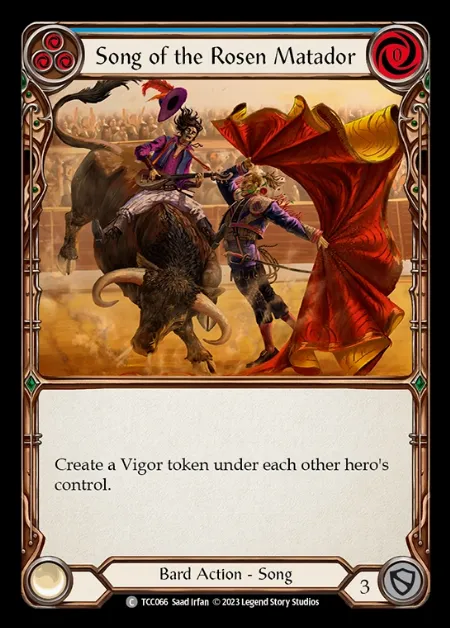 Song of the Rosen Matador
0
Create a Vigor token under each other hero's
control.
Bard Action - Song
3
C TCC066 Saad Irfan © 2023 Legend Story Studios